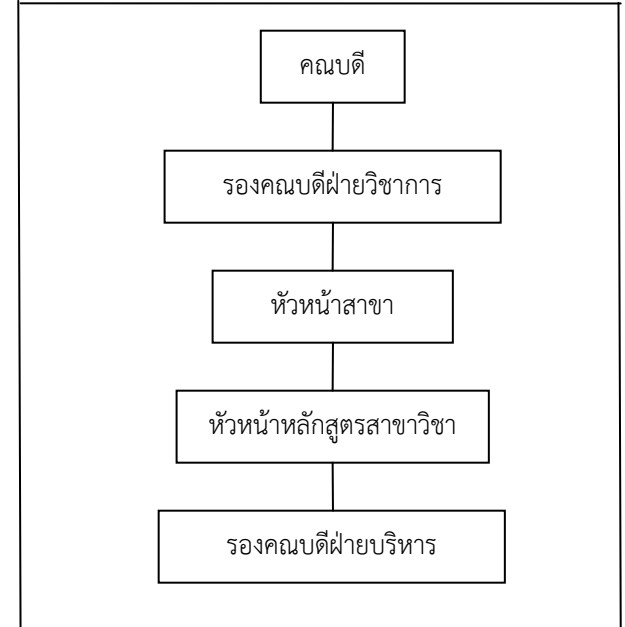 คณบดี
รองคณบดีฝ่ายวิชาการ
หัวหน้าสาขา
หัวหน้าหลักสูตรสาขาวิชา
รองคณบดีฝ่ายบริหาร